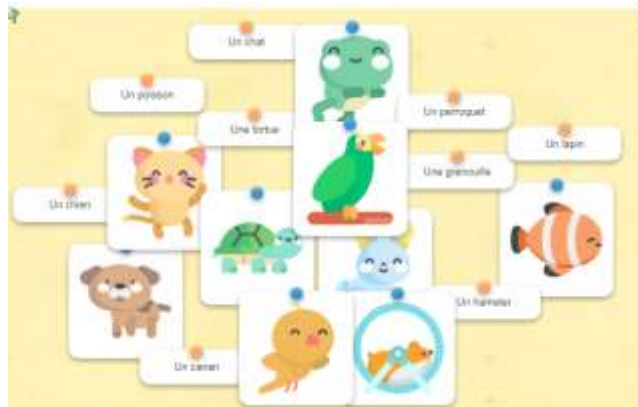 Un chat
Un poisson
Un perroquet
Une tortue
Un lapin
Une grenouille
Un chien
Un hamster
Un canari